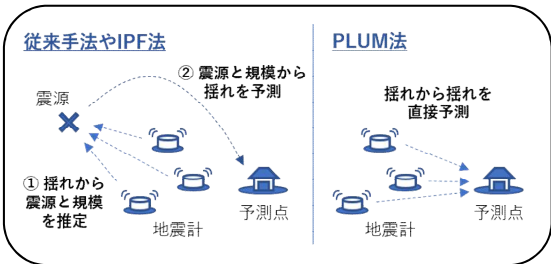 従来手法やIPF法
② 震源と規模から
揺れを予測
震源
① 揺れから
震源と規模
を推定
地震計
予測点
PLUM法
揺れから揺れを
直接予測
地震計
予測点